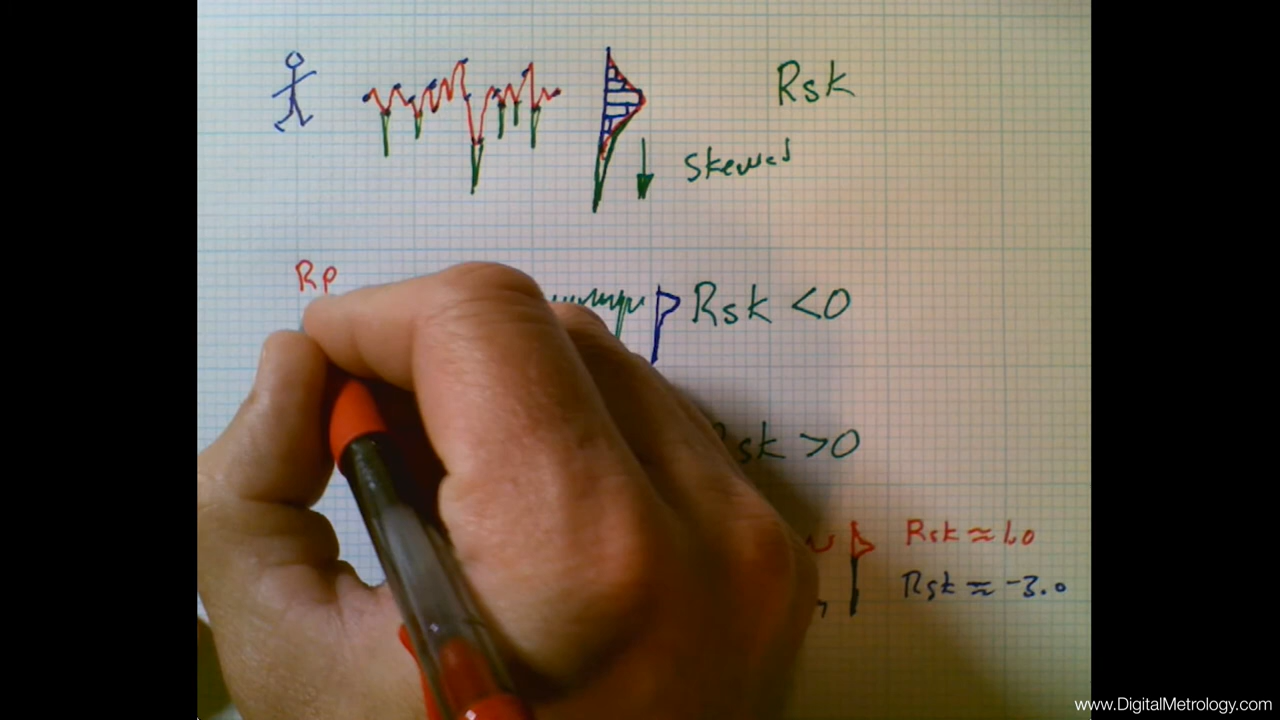 Rsk
Skewed
Rp
Rsk <0
sk >0
Rsk ≈ 1.0
Rsk ≈ -3.0
www.DigitalMetrology.com